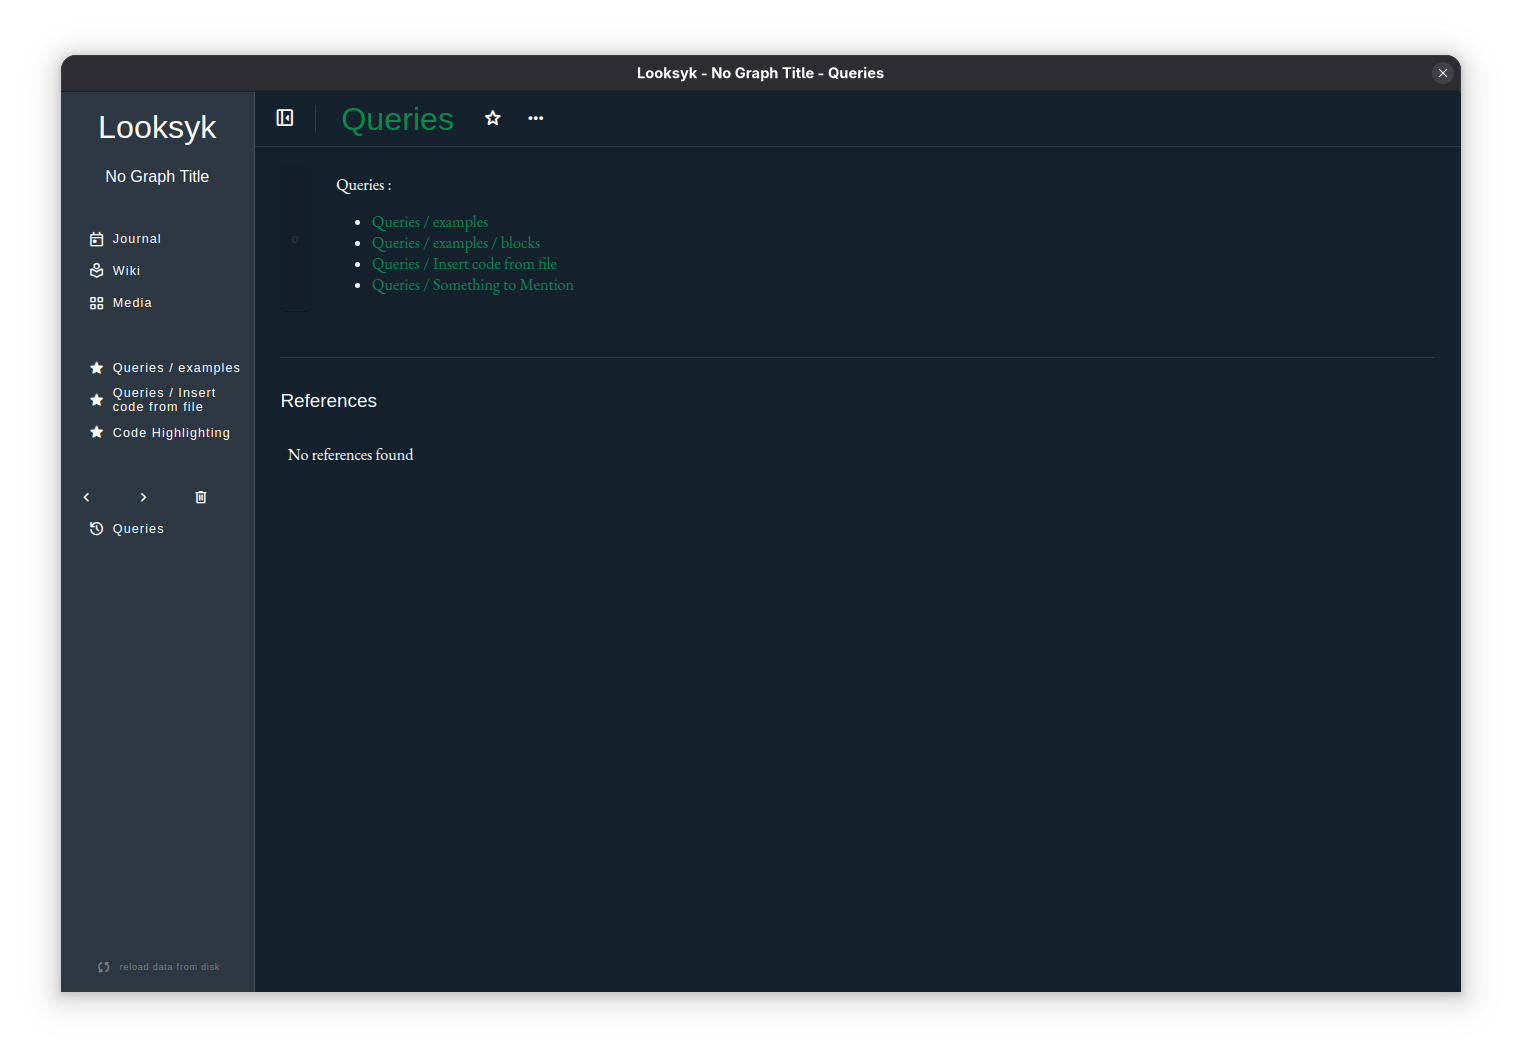 Looksyk - No Graph Title - Queries
Looksyk
No Graph Title
Journal
Wiki
Media
Queries / examples
Queries / Insert
code from file
Code Highlighting
Queries
reload data from disk
Queries
Queries :
Queries / examples
Queries / examples / blocks
Queries / Insert code from file
Queries / Something to Mention
References
No references found